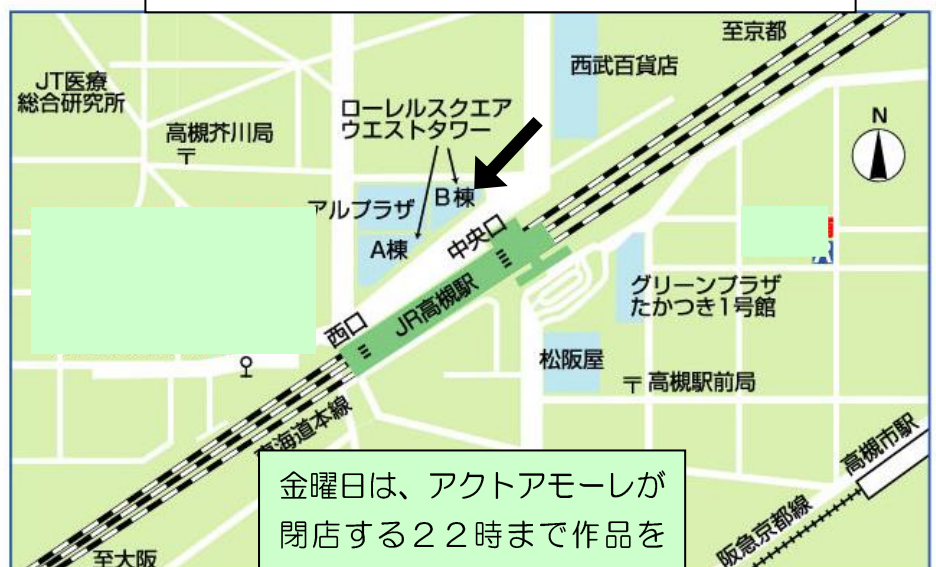 至京都
西武百貨店
JT医療
総合研究所
ローレルスクエア
ウエストタワー
高槻芥川局
〒
N
B棟
アルプラザ
A棟
中央口
グリーンプラザ
たかつき1号館
JR高槻駅
西口
松阪屋
〒高槻駅前局
海道本線
高槻市駅
金曜日は、アクトアモーレが
閉店する22時まで作品を
阪急京都線
至大阪